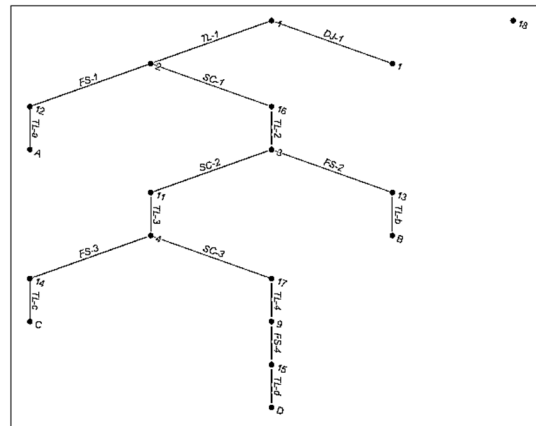 1 18
TL-1 DJ-1
2 1
FS-1 SC-1
12 16
TL-a TL-2
A 3
SC-2 FS-2
11 13
TL-3 TL-b
4 B
FS-3 SC-3
14 17
TL-c TL-4
C 9
FS-4
15
TL-d
D